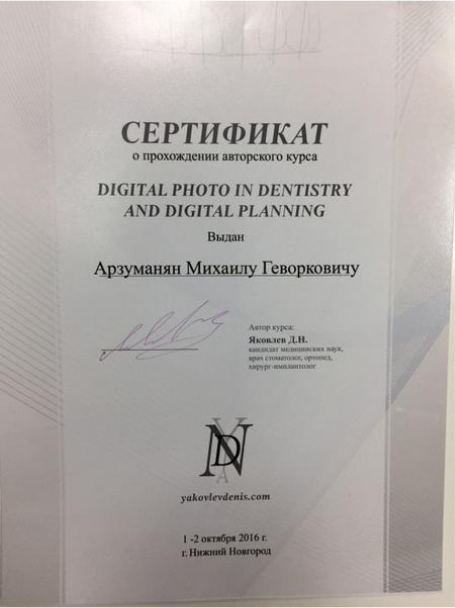 СЕРТИФИКАТ
о прохождении авторского курса
DIGITAL PHOTO IN DENTISTRY
AND DIGITAL PLANNING
Выдан
Арзуманян Михаилу Геворковичу
Автор курса:
Яковлев Д.Н.
кандидат медицинских наук,
врач стоматолог, ортопед,
хирург-имплантолог
YNDA
yakovlevdenis.com
1 -2 октября 2016 г.
г. Нижний Новгород